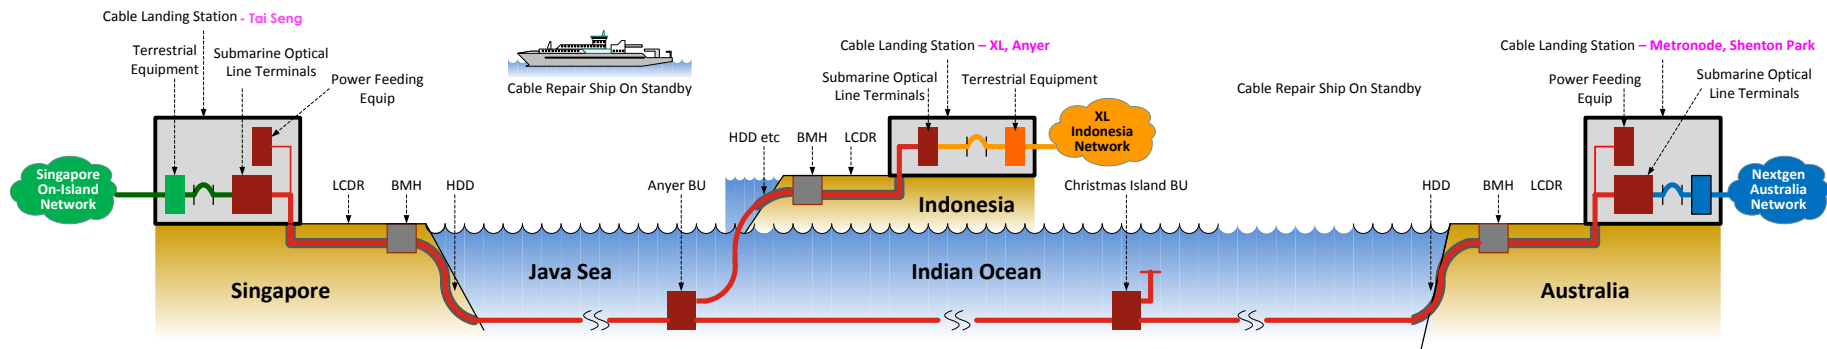 Cable Landing Station - Tai Seng
Terrestrial
Equipment
Submarine Optical
Line Terminals
Power Feeding
Equip
Singapore
On-Island
Network
LCDR
BMH
HDD
Singapore
Cable Repair Ship On Standby
Java Sea
Anyer BU
HDD etc
BMH
LCDR
Cable Landing Station – XL, Anyer
Submarine Optical
Line Terminals
Terrestrial Equipment
XL
Indonesia
Network
Indonesia
Indian Ocean
Christmas Island BU
Cable Repair Ship On Standby
Cable Landing Station – Metronode, Shenton Park
Power Feeding
Equip
Submarine Optical
Line Terminals
HDD
BMH
LCDR
Nextgen
Australia
Network
Australia